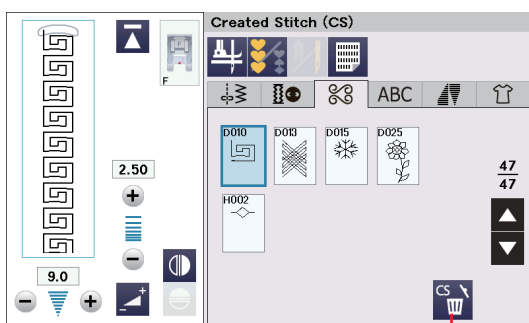 Created Stitch (CS)
F
ABC
D010 D013 D015 D025
2.50
47
47
H002
9.0
CS